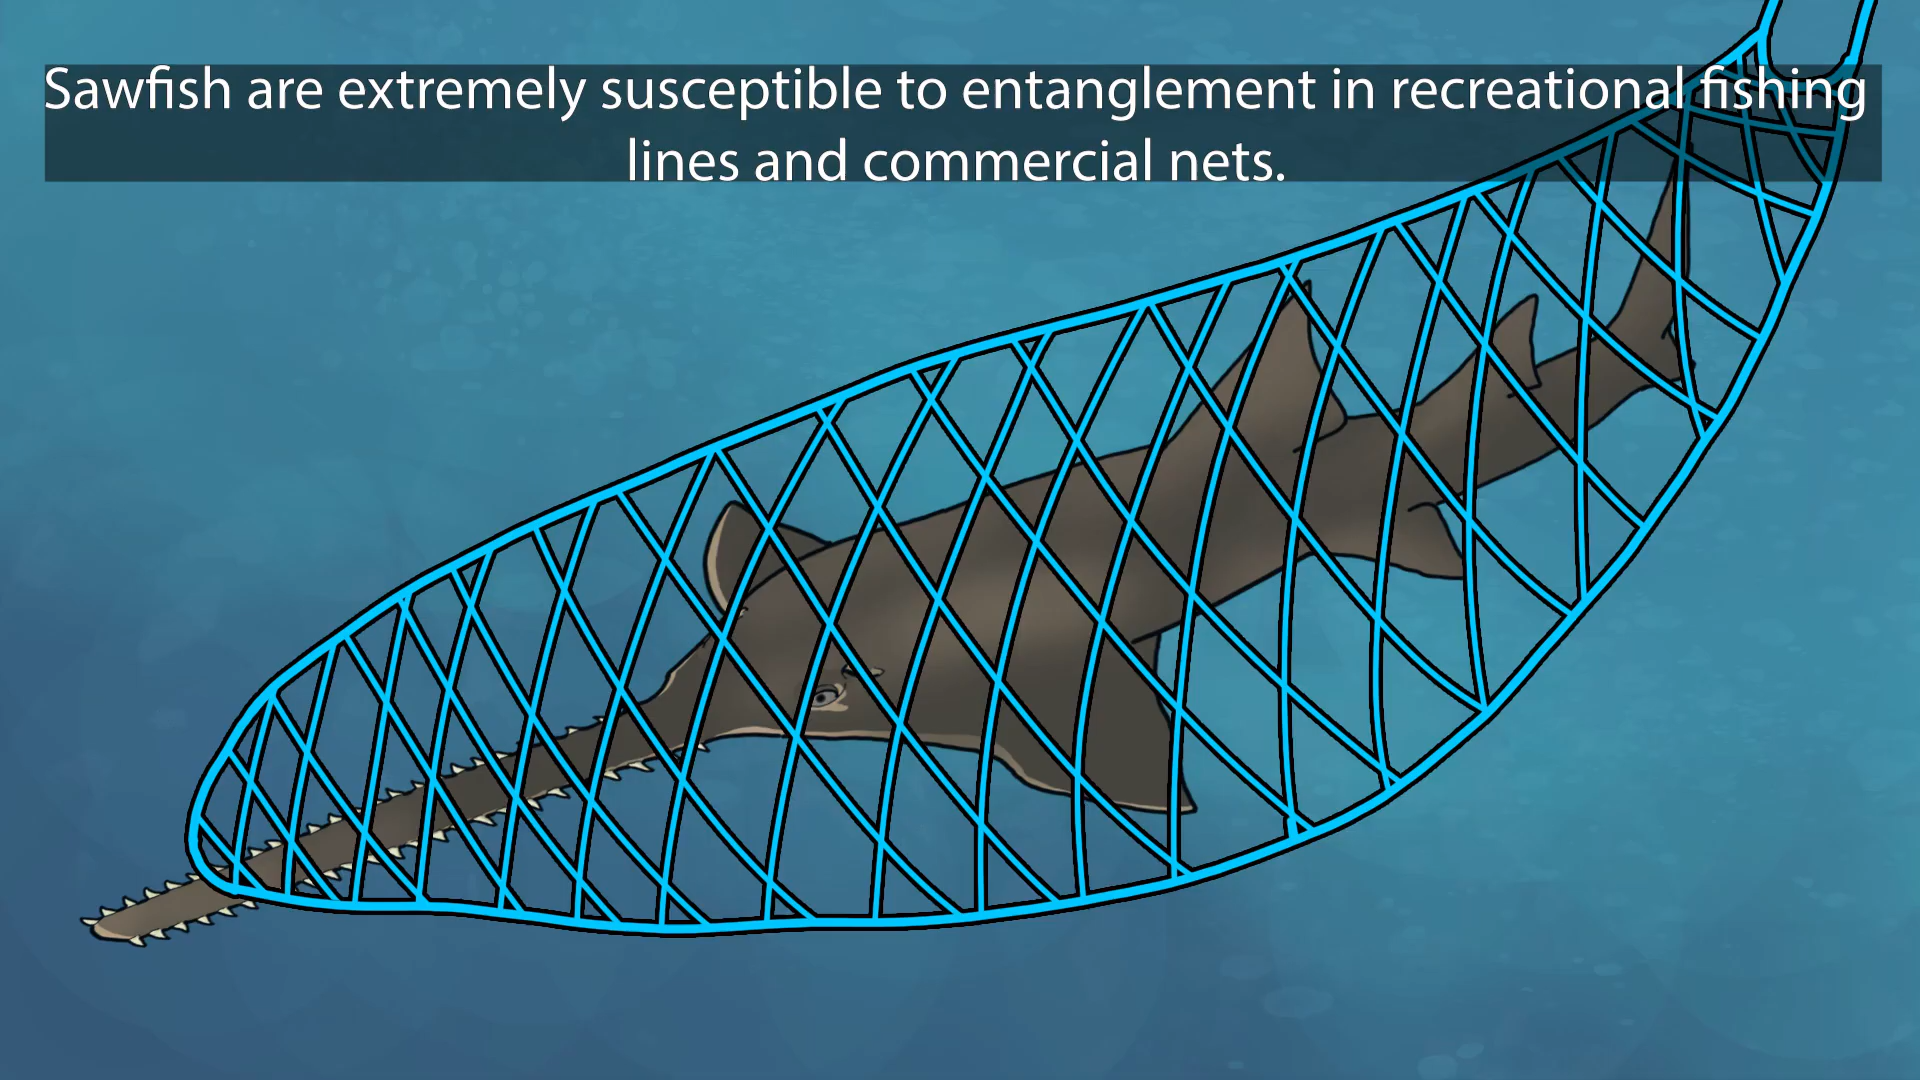 Sawfish are extremely susceptible to entanglement in recreational fishing
lines and commercial nets.